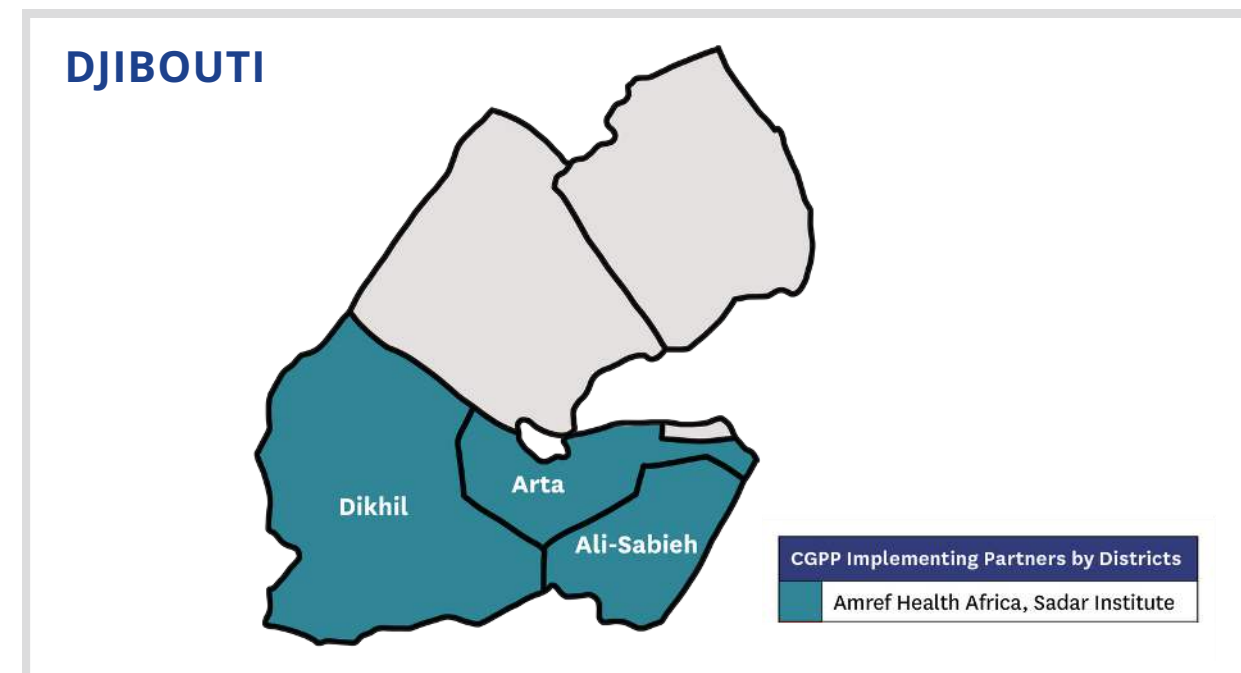 DJIBOUTI
Dikhil
Arta
Ali-Sabieh
CGPP Implementing Partners by Districts
Amref Health Africa, Sadar Institute